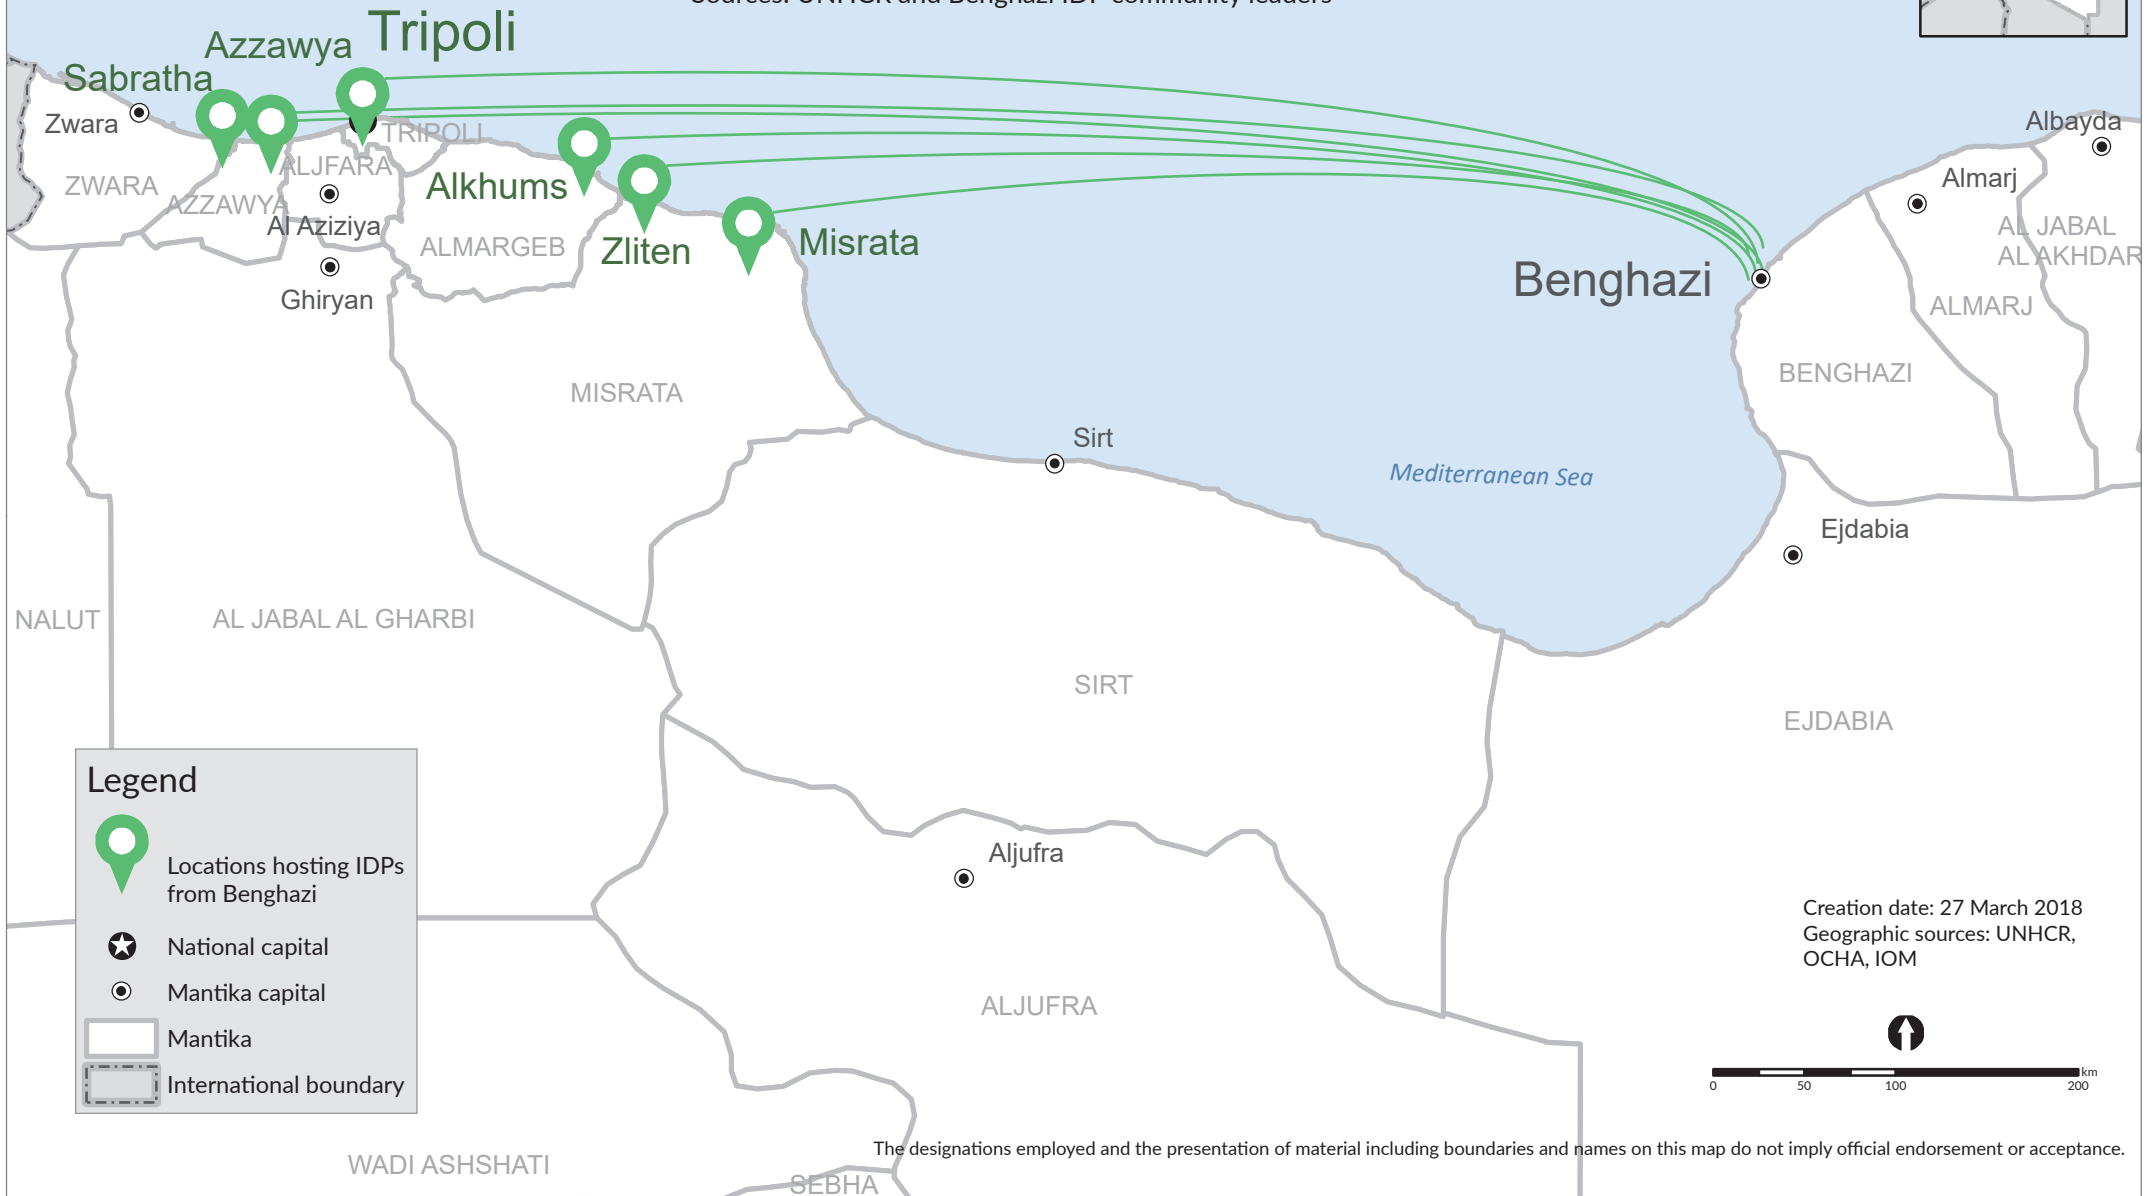 Sources: UNHCR and Benghazi IDP community leaders
Tripoli
Azzawya
Sabratha
Zwara
TRIPOLI
ALJFARA
ZWARA
AZZAWYA
Al Aziziya
Ghiryan
Alkhums
ALMARGEB
Zliten
Misrata
Benghazi
Albayda
Almarj
AL JABAL
AL AKHDAR
ALMARJ
BENGHAZI
MISRATA
Sirt
Mediterranean Sea
Ejdabia
NALUT
AL JABAL AL GHARBI
SIRT
EJDABIA
Aljufra
ALJUFRA
Legend
Locations hosting IDPs
from Benghazi
National capital
Mantika capital
Mantika
International boundary
Creation date: 27 March 2018
Geographic sources: UNHCR,
OCHA, IOM
km
0 50 100 200
The designations employed and the presentation of material including boundaries and names on this map do not imply official endorsement or acceptance.
WADI ASHSHATI
SEBHA